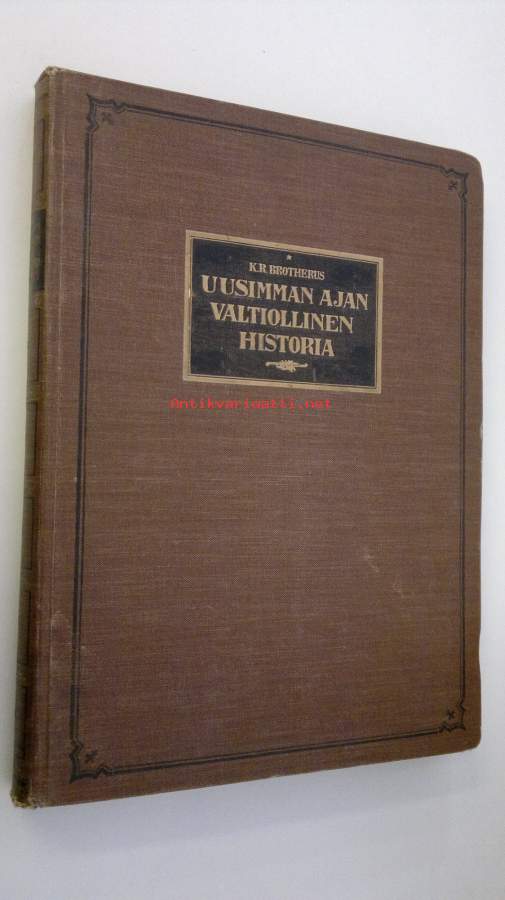 K.R. BROTHERUS
UUSIMMAN AJAN
VALTIOLLINEN
HISTORIA
Antikvariaatti.net